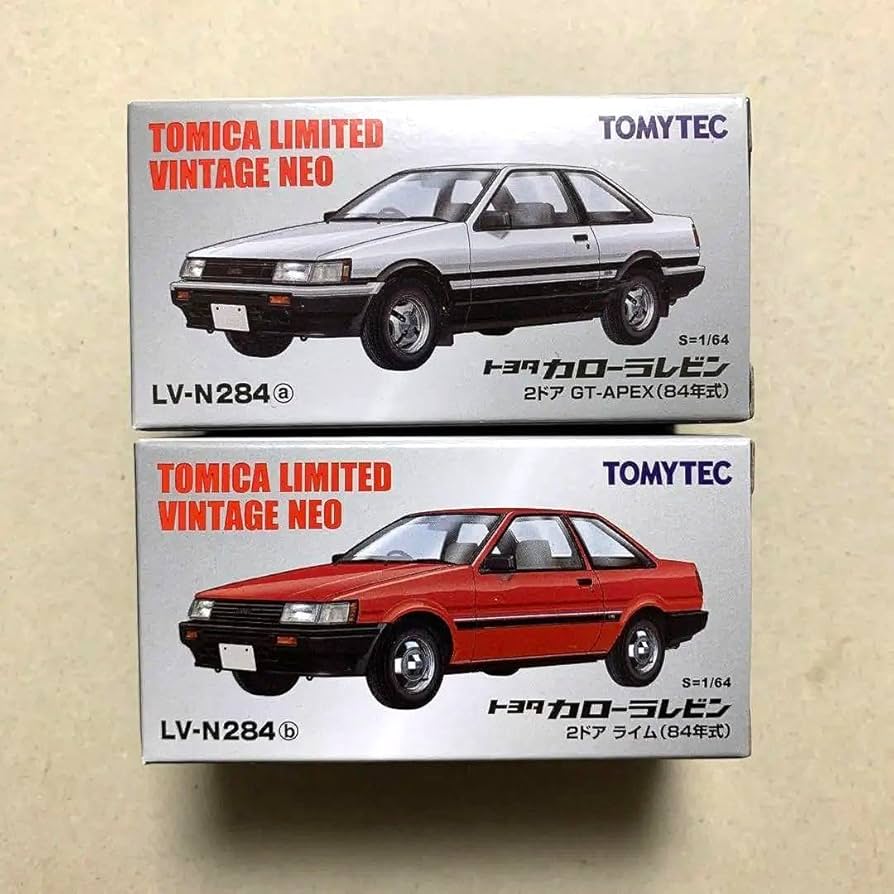 TOMICA LIMITED
VINTAGE NEO
TOMYTEC
S=1/64
トヨタ カローラレビン
LV-N284ⓐ
2ドア GT-APEX(84年式)
TOMICA LIMITED
VINTAGE NEO
TOMYTEC
S=1/64
トヨタ カローラレビン
LV-N284ⓑ
2ドア ライム(84年式)